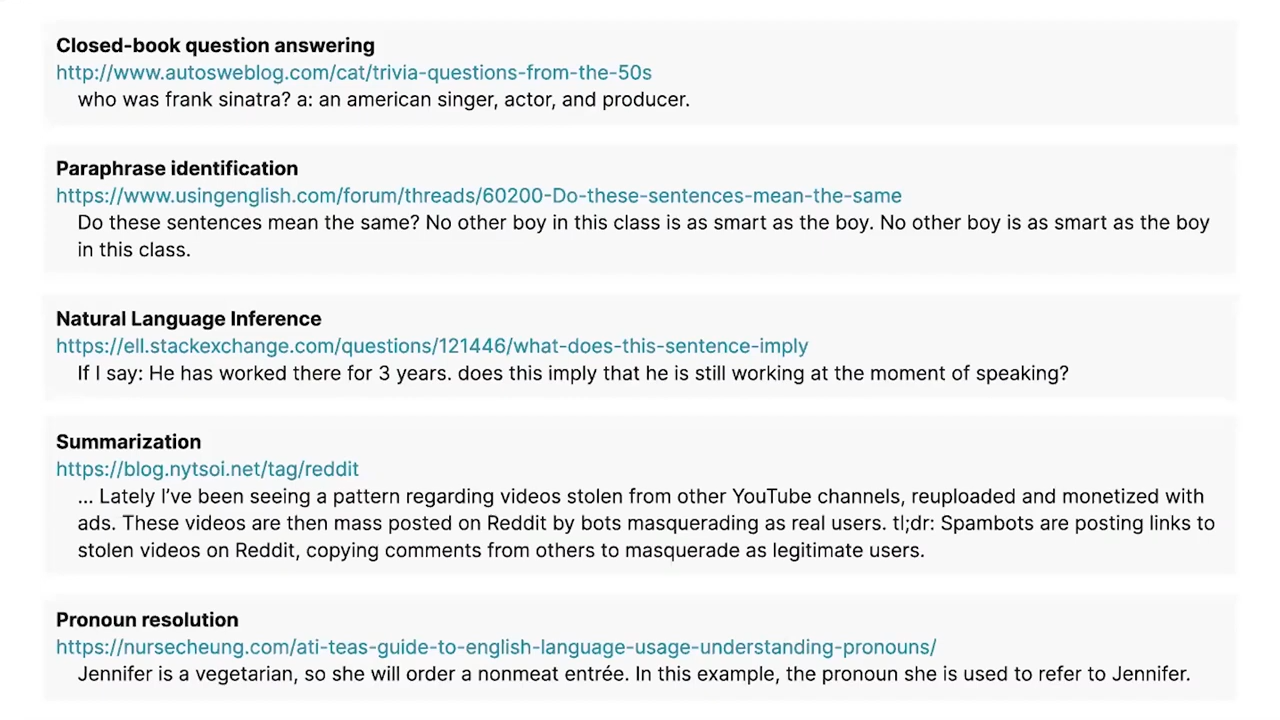 Closed-book question answering
http://www.autosweblog.com/cat/trivia-questions-from-the-50s
who was frank sinatra? a: an american singer, actor, and producer.
Paraphrase identification
https://www.usingenglish.com/forum/threads/60200-Do-these-sentences-mean-the-same
Do these sentences mean the same? No other boy in this class is as smart as the boy. No other boy is as smart as the boy
in this class.
Natural Language Inference
https://ell.stackexchange.com/questions/121446/what-does-this-sentence-imply
If I say: He has worked there for 3 years. does this imply that he is still working at the moment of speaking?
Summarization
https://blog.nytsoi.net/tag/reddit
... Lately I've been seeing a pattern regarding videos stolen from other YouTube channels, reuploaded and monetized with
ads. These videos are then mass posted on Reddit by bots masquerading as real users. tl;dr: Spambots are posting links to
stolen videos on Reddit, copying comments from others to masquerade as legitimate users.
Pronoun resolution
https://nursecheung.com/ati-teas-guide-to-english-language-usage-understanding-pronouns/
Jennifer is a vegetarian, so she will order a nonmeat entrée. In this example, the pronoun she is used to refer to Jennifer.